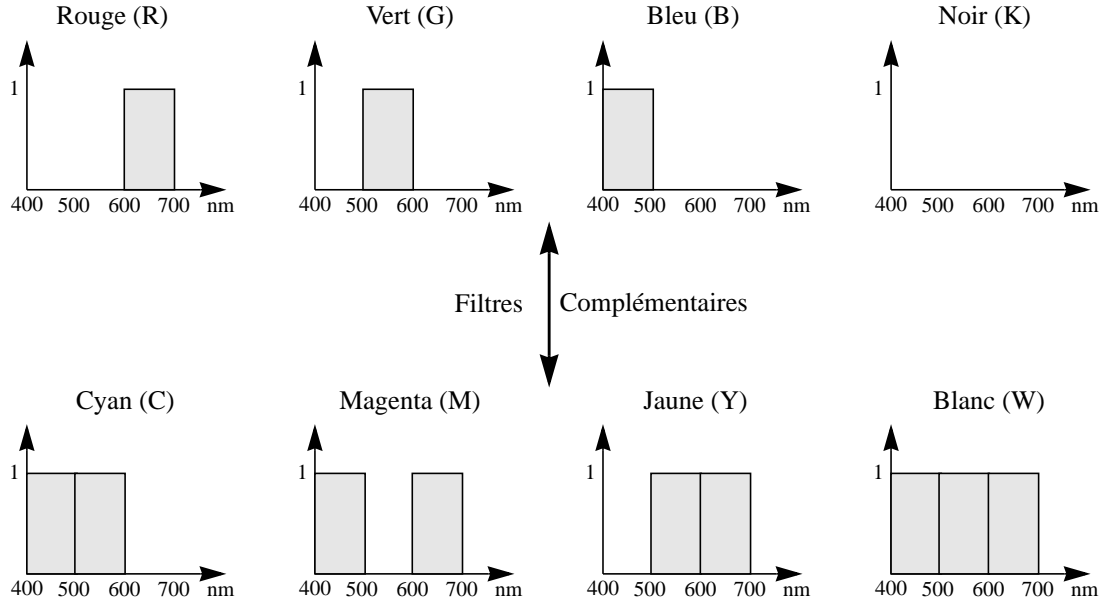 Rouge (R) Vert (G) Bleu (B) Noir (K)
1 1 1 1
400 500 600 700 nm 400 500 600 700 nm 400 500 600 700 nm 400 500 600 700 nm
Filtres Complémentaires
Cyan (C) Magenta (M) Jaune (Y) Blanc (W)
1 1 1 1
400 500 600 700 nm 400 500 600 700 nm 400 500 600 700 nm 400 500 600 700 nm